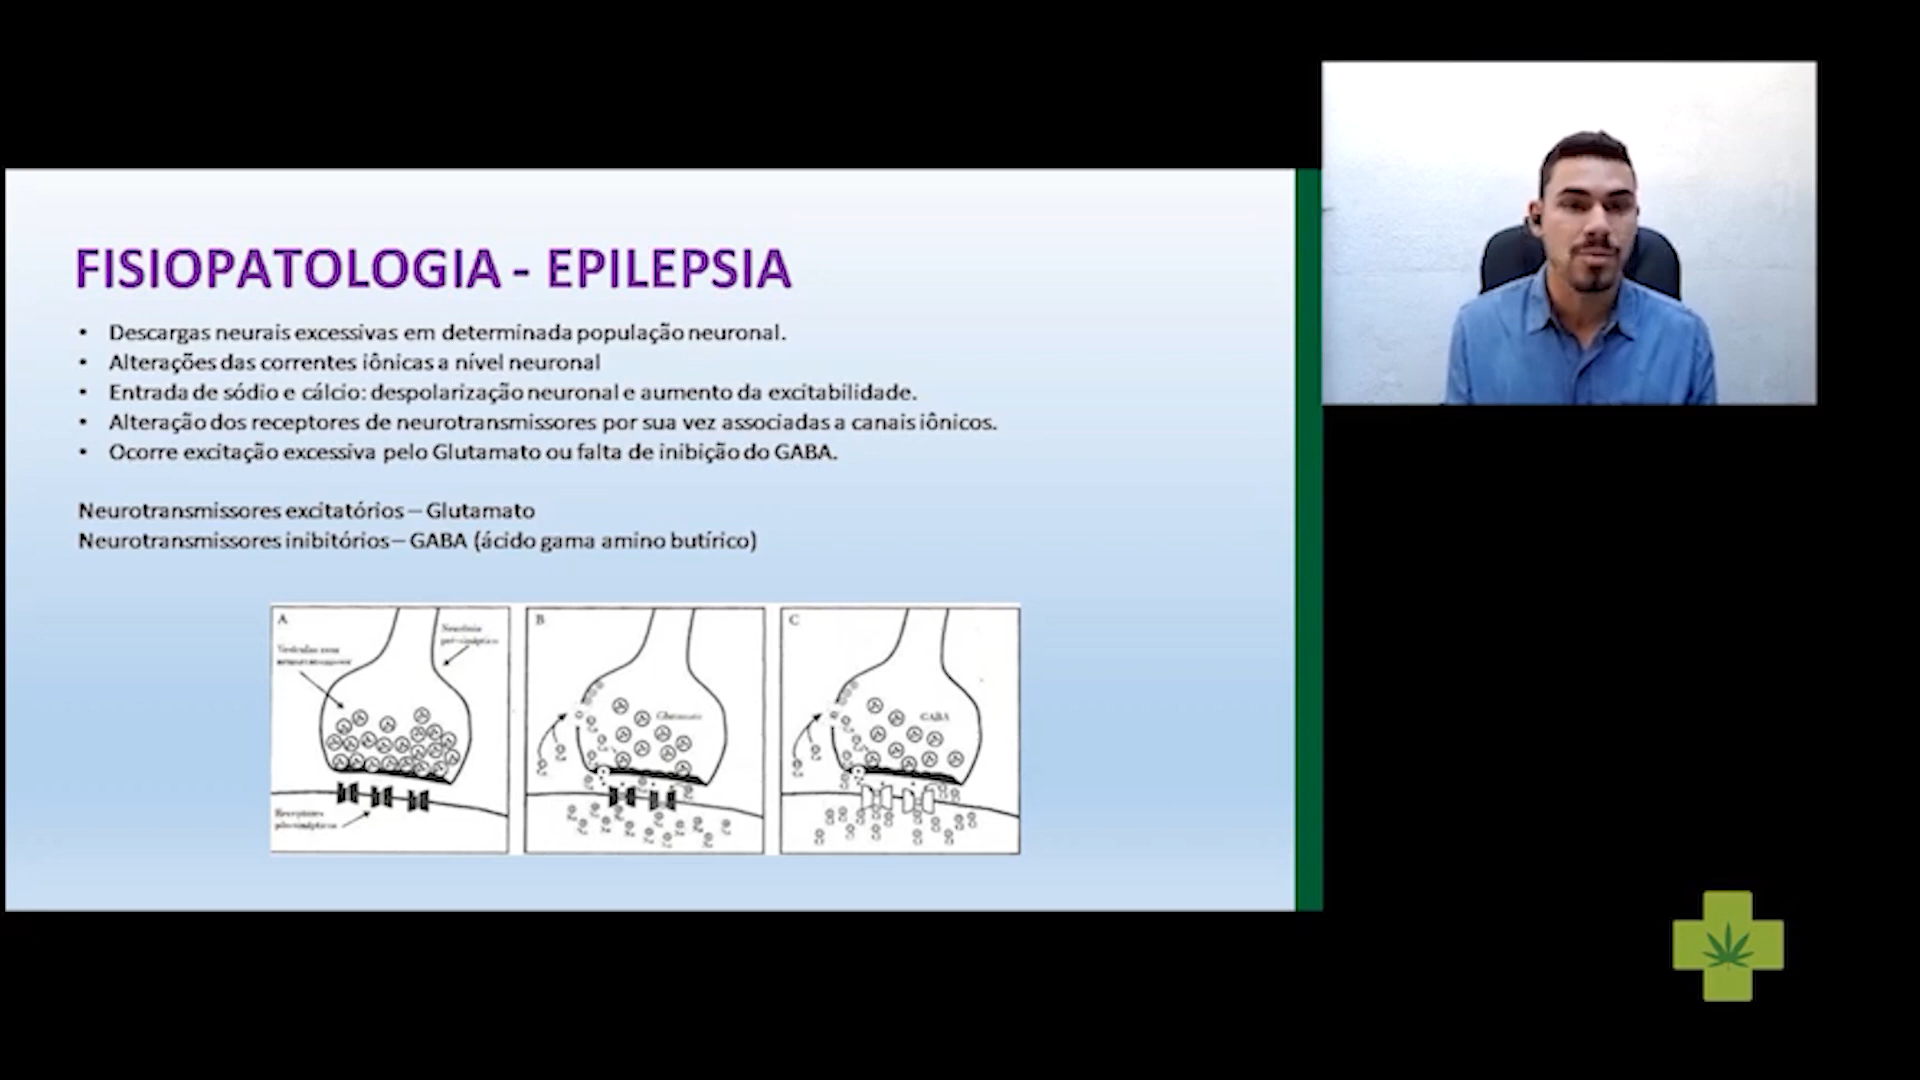 FISIOPATOLOGIA - EPILEPSIA
• Descargas neurais excessivas em determinada população neuronal.
• Alterações das correntes iônicas a nível neuronal
• Entrada de sódio e cálcio: despolarização neuronal e aumento da excitabilidade.
• Alteração dos receptores de neurotransmissores por sua vez associadas a canais iônicos.
• Ocorre excitação excessiva pelo Glutamato ou falta de inibição do GABA.
Neurotransmissores excitatórios – Glutamato
Neurotransmissores inibitórios – GABA (ácido gama amino butírico)
A
B
C
Glutamato
GABA
Receptores